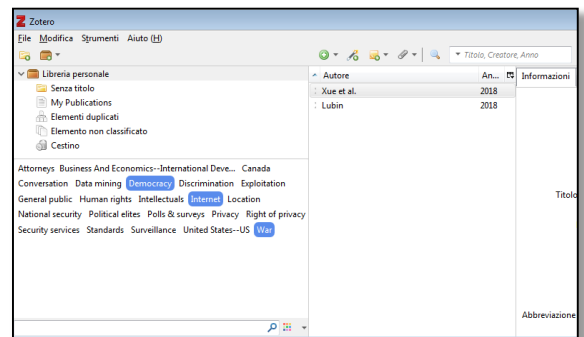 Zotero
File Modifica Strumenti Aiuto (H)
Titolo, Creatore, Anno
Libreria personale
Senza titolo
My Publications
Elementi duplicati
Elemento non classificato
Cestino
Attorneys Business And Economics--International Deve... Canada
Conversation Data mining Democracy Discrimination Exploitation
General public Human rights Intellectuals Internet Location
National security Political elites Polls & surveys Privacy Right of privacy
Security services Standards Surveillance United States--US War
Autore An...
Xue et al. 2018
Lubin 2018
Informazioni
Titolo
Abbreviazione